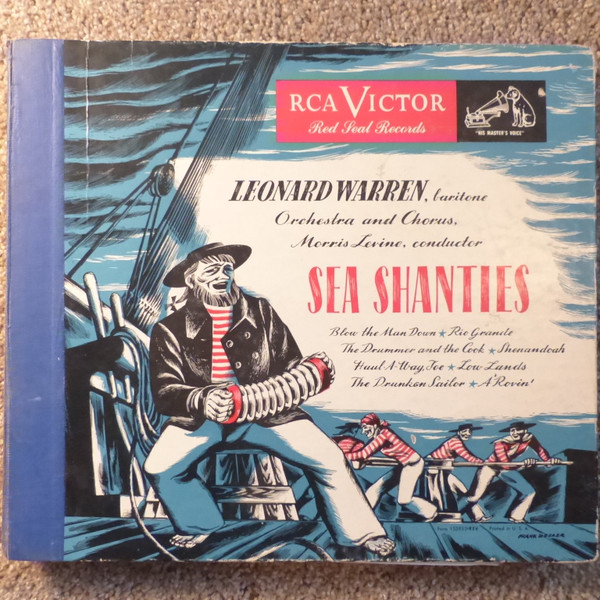 RCA VICTOR
Red Seal Records
"HIS MASTER'S VOICE"
LEONARD WARREN, baritone
Orchestra and Chorus,
Morris Levine, conductor
SEA SHANTIES
Blow the Man Down ★ Rio Grande
The Drummer and the Cook ★ Shenandoah
Haul-A-Way, Joe ★ Low Lands
The Drunken Sailor ★ A Rovin'
Printed in U.S.A.